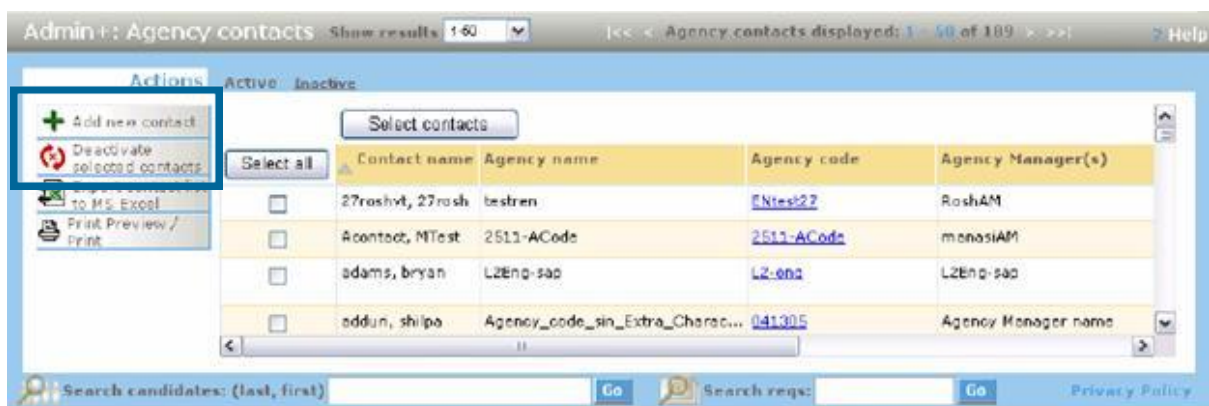 Admin+: Agency contacts Show results 1-50 |<< < Agency contacts displayed: 1 - 50 of 189 > >>| ? Help
Actions Active Inactive
Add new contact
Select contacts
Deactivate
selected contacts
Select all Contact name Agency name Agency code Agency Manager(s)
to MS Excel
Print Preview /
Print
27roshvt, 27rosh testren ENtest27 RoshAM
Acontact, MTest 2511-ACode 2511-ACode manasiAM
adams, bryan L2Eng-sap L2-eng L2Eng-sap
adduri, shilpa Agency_code_sin_Extra_Charac... 041305 Agency Manager name
Search candidates: (last, first) Go Search reqs: Go Privacy Policy